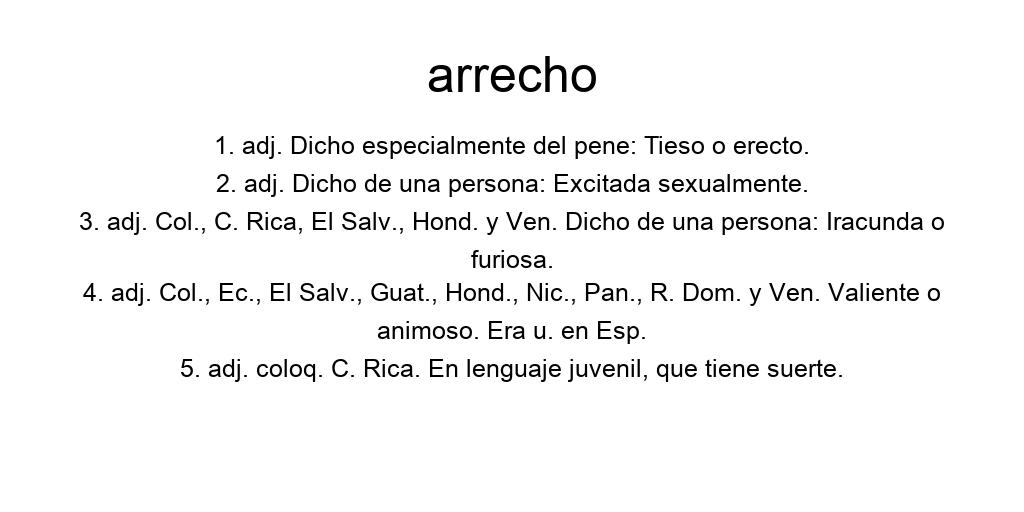 arrecho
1. adj. Dicho especialmente del pene: Tieso o erecto.
2. adj. Dicho de una persona: Excitada sexualmente.
3. adj. Col., C. Rica, El Salv., Hond. y Ven. Dicho de una persona: Iracunda o
furiosa.
4. adj. Col., Ec., El Salv., Guat., Hond., Nic., Pan., R. Dom. y Ven. Valiente o
animoso. Era u. en Esp.
5. adj. coloq. C. Rica. En lenguaje juvenil, que tiene suerte.